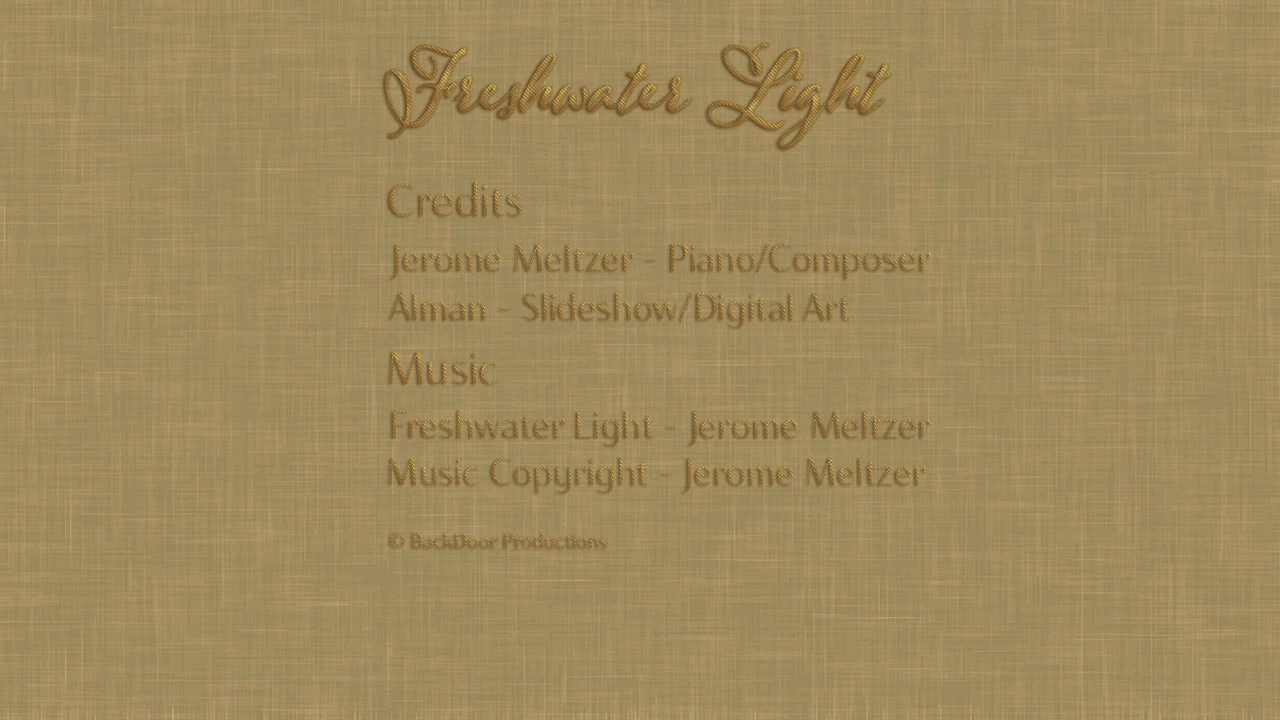 Freshwater Light
Credits
Jerome Meltzer - Piano/Composer
Alman - Slideshow/Digital Art
Music
Freshwater Light - Jerome Meltzer
Music Copyright - Jerome Meltzer
© BackDoor Productions